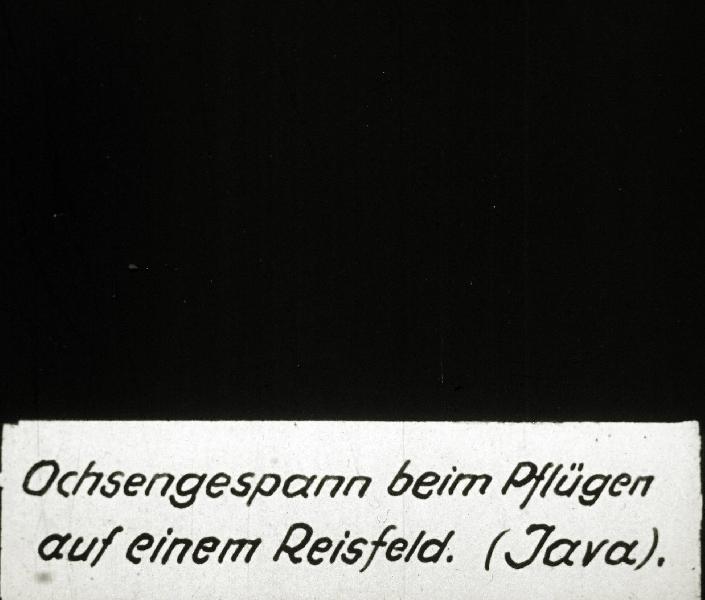 Ochsengespann beim Pflügen
auf einem Reisfeld. (Java).